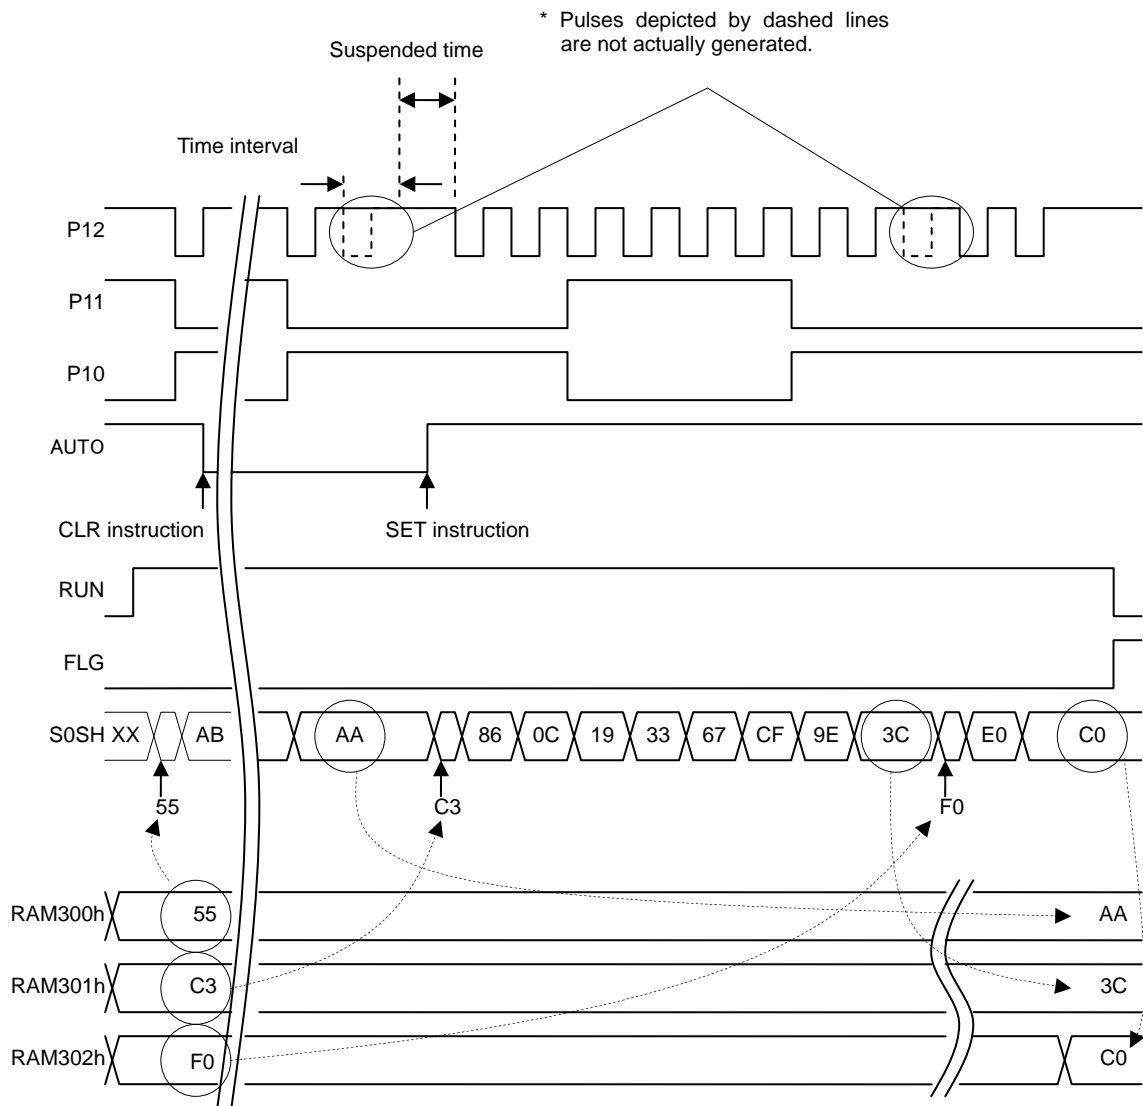 * Pulses depicted by dashed lines
are not actually generated.
Suspended time
Time interval
P12
P11
P10
AUTO
CLR instruction
SET instruction
RUN
FLG
S0SH XX AB AA 86 0C 19 33 67 CF 9E 3C E0 C0
55 C3 F0
RAM300h 55 AA
RAM301h C3 3C
RAM302h F0 C0